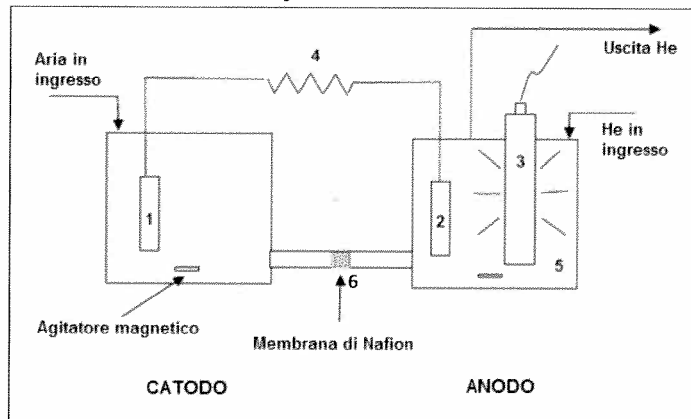 4
Uscita He
Aria in
ingresso
He in
ingresso
3
1
2
5
6
Agitatore magnetico
Membrana di Nafion
CATODO
ANODO